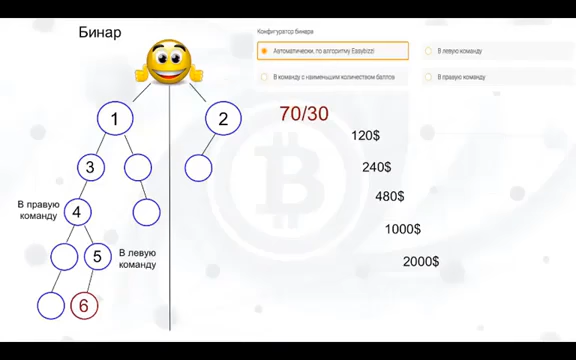 Бинар
Конфигуратор бинара
Автоматически, по алгоритму Easybizzi
В левую команду
В команду с наименьшим количеством баллов
В правую команду
70/30
120$
240$
480$
1000$
2000$
1
2
3
В правую
команду
4
5
В левую
команду
6